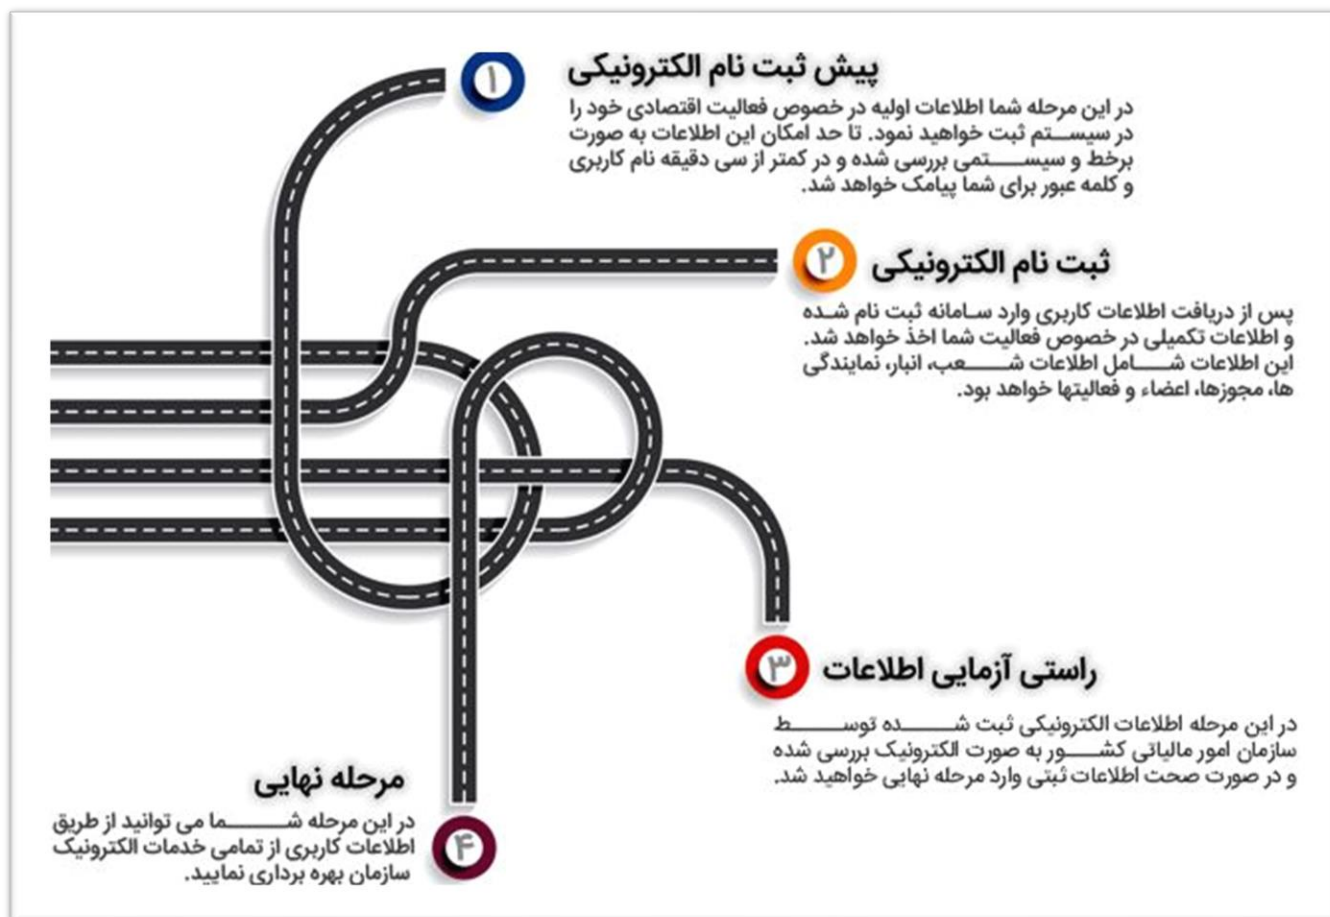 ۱
پیش ثبت نام الکترونیکی
در این مرحله شما اطلاعات اولیه در خصوص فعالیت اقتصادی خود را
در سیستم ثبت خواهید نمود. تا حد امکان این اطلاعات به صورت
برخط و سیستمی بررسی شده و در کمتر از سی دقیقه نام کاربری
و کلمه عبور برای شما پیامک خواهد شد.
۲
ثبت نام الکترونیکی
پس از دریافت اطلاعات کاربری وارد سامانه ثبت نام شده
و اطلاعات تکمیلی در خصوص فعالیت شما اخذ خواهد شد.
این اطلاعات شامل اطلاعات شعب، انبار، نمایندگی
ها، مجوزها، اعضاء و فعالیتها خواهد بود.
۳
راستی آزمایی اطلاعات
در این مرحله اطلاعات الکترونیکی ثبت شده توسط
سازمان امور مالیاتی کشور به صورت الکترونیک بررسی شده
و در صورت صحت اطلاعات ثبتی وارد مرحله نهایی خواهید شد.
۴
مرحله نهایی
در این مرحله شما می توانید از طریق
اطلاعات کاربری از تمامی خدمات الکترونیک
سازمان بهره برداری نمایید.